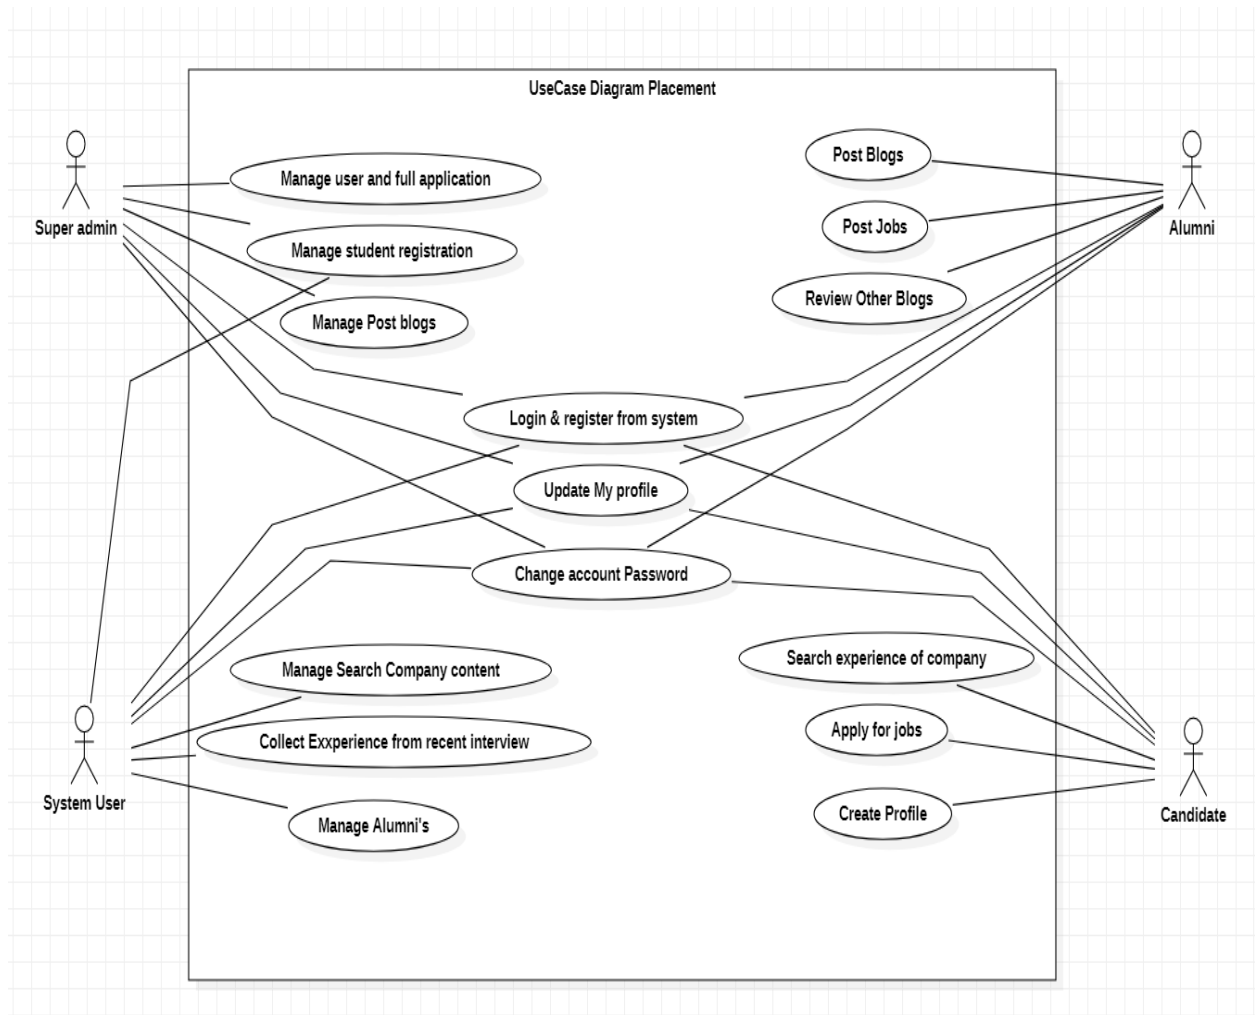 UseCase Diagram Placement
Super admin
Manage user and full application
Manage student registration
Manage Post blogs
Post Blogs
Post Jobs
Review Other Blogs
Alumni
Login & register from system
Update My profile
Change account Password
System User
Manage Search Company content
Collect Exxperience from recent interview
Manage Alumni's
Search experience of company
Apply for jobs
Create Profile
Candidate